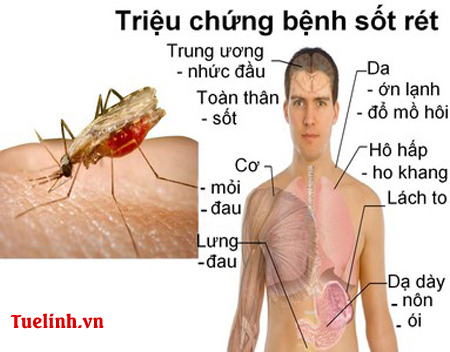 Triệu chứng bệnh sốt rét
Trung ương
- nhức đầu
Toàn thân
- sốt
Cơ
- mỏi
- đau
Lưng
-đau
Da
- ớn lạnh
- đổ mồ hôi
Hô hấp
- ho khang
Lách to
Dạ dày
- nôn
- ói
Tuelinh.vn